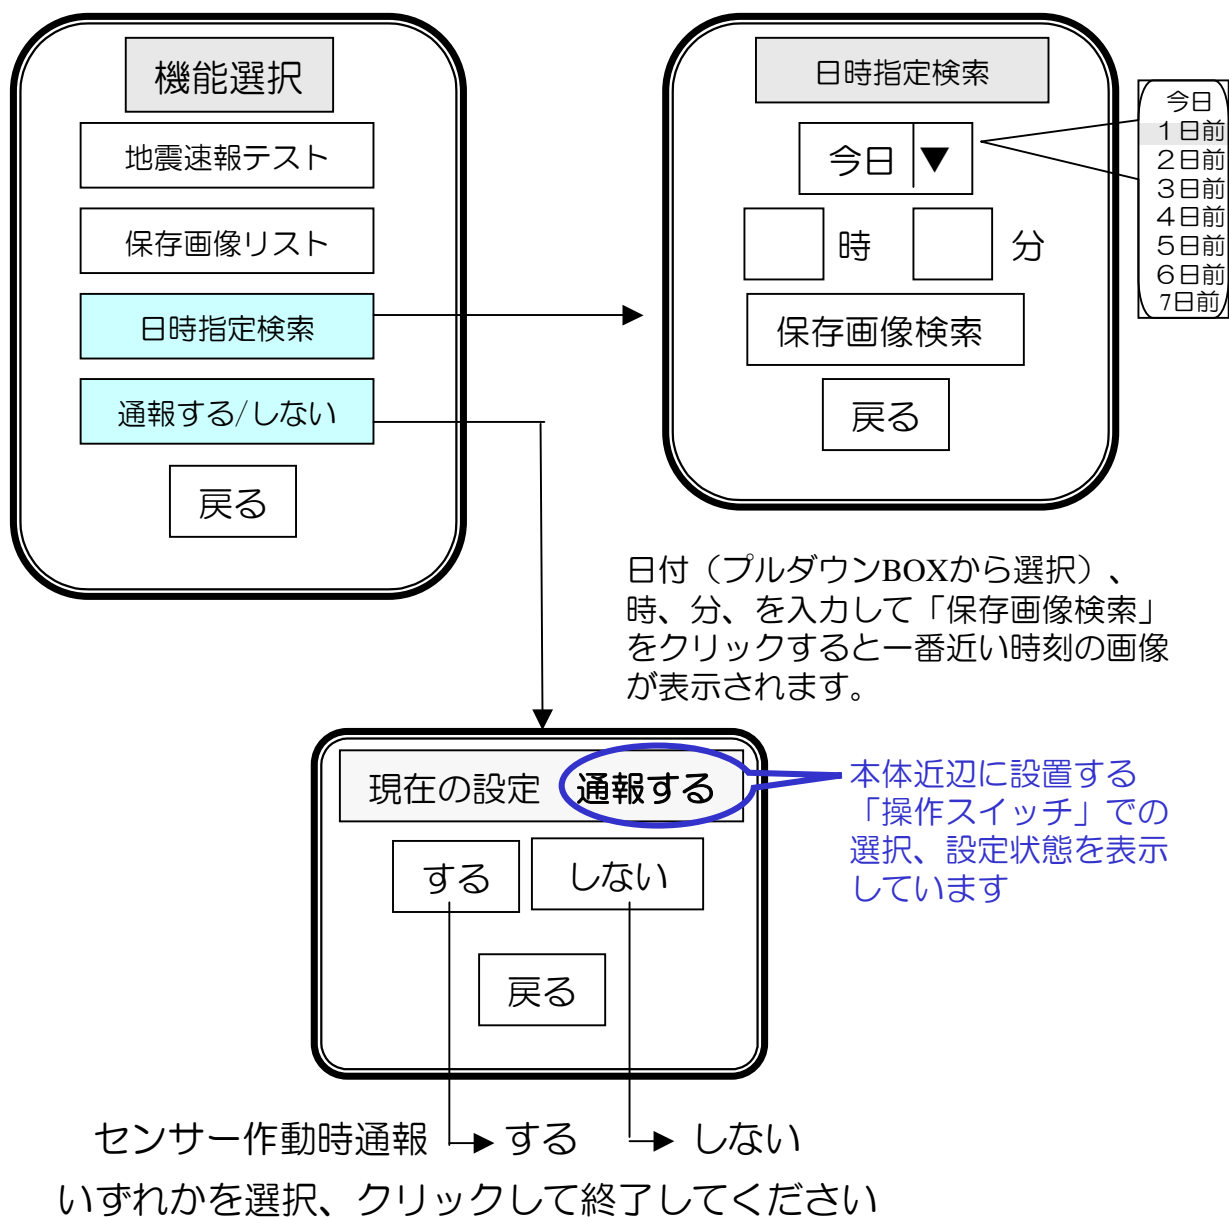 機能選択
地震速報テスト
保存画像リスト
日時指定検索
通報する/しない
戻る
日時指定検索
今日 ▼
時 分
保存画像検索
戻る
今日
１日前
２日前
３日前
４日前
５日前
６日前
7日前
日付（プルダウンBOXから選択）、
時、分、を入力して「保存画像検索」
をクリックすると一番近い時刻の画像
が表示されます。
現在の設定 通報する
する しない
戻る
本体近辺に設置する
「操作スイッチ」での
選択、設定状態を表示
しています
センサー作動時通報 する しない
いずれかを選択、クリックして終了してください